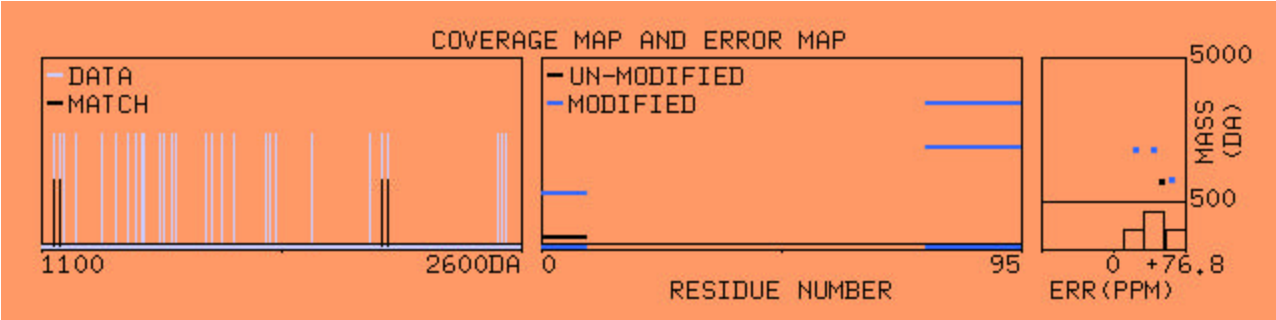 COVERAGE MAP AND ERROR MAP
DATA
MATCH
1100
2600DA
UN-MODIFIED
MODIFIED
0
95
RESIDUE NUMBER
5000
MASS
(DA)
500
0
+76.8
ERR(PPM)